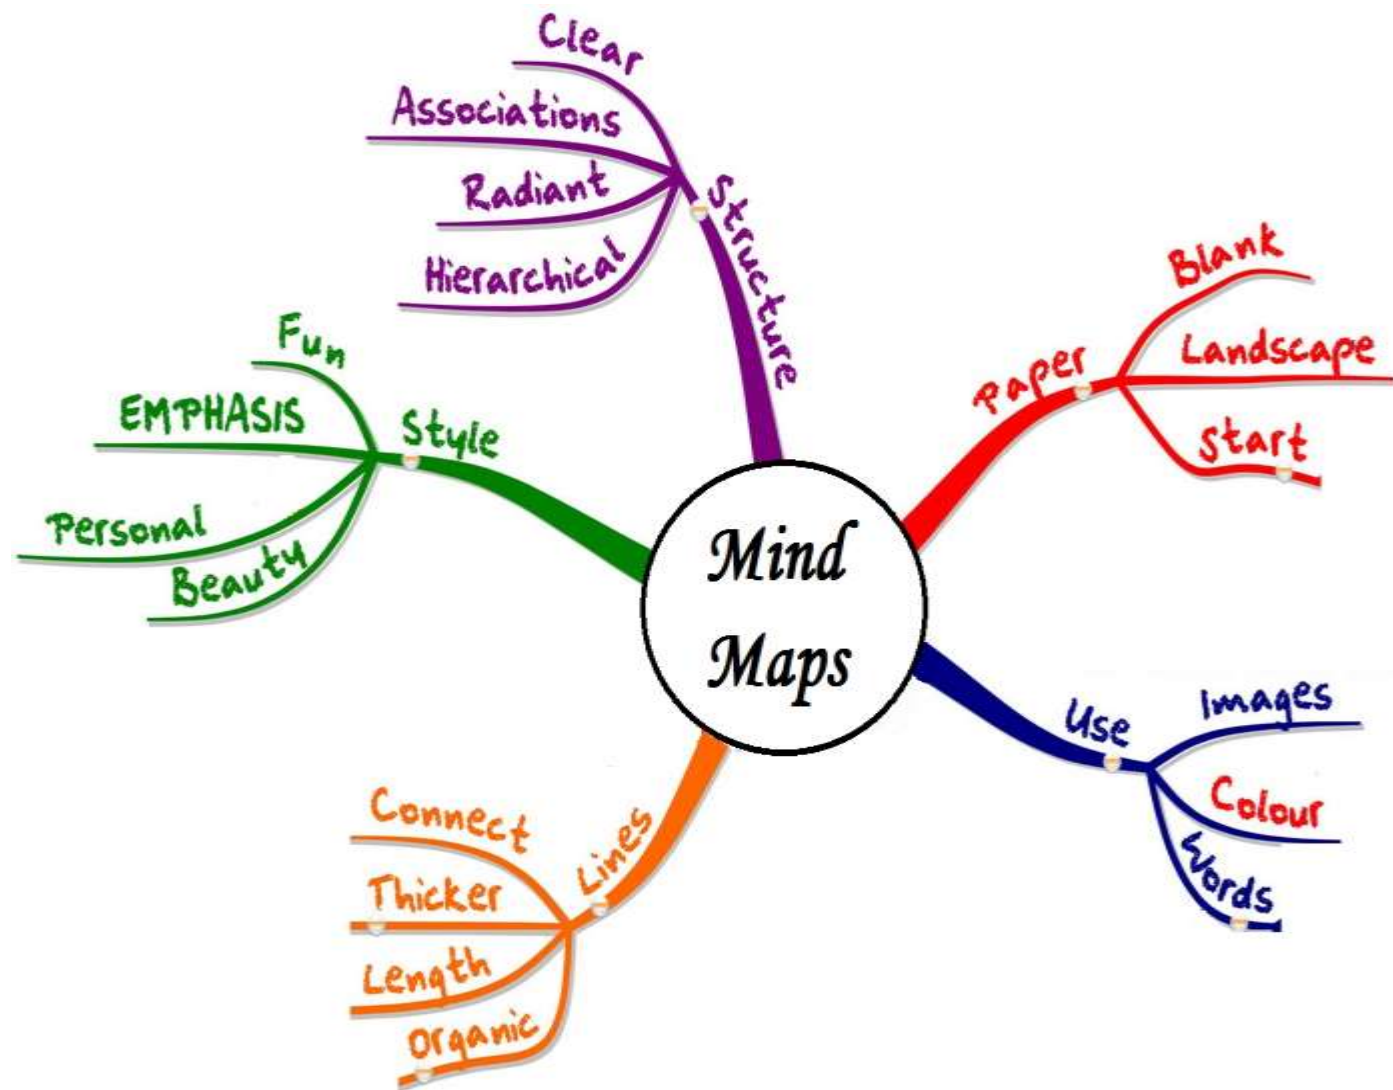 Mind
Maps
Structure
Clear
Associations
Radiant
Hierarchical
Paper
Blank
Landscape
Start
Use
Images
Colour
Words
Lines
Connect
Thicker
Length
Organic
Style
Fun
EMPHASIS
Personal
Beauty